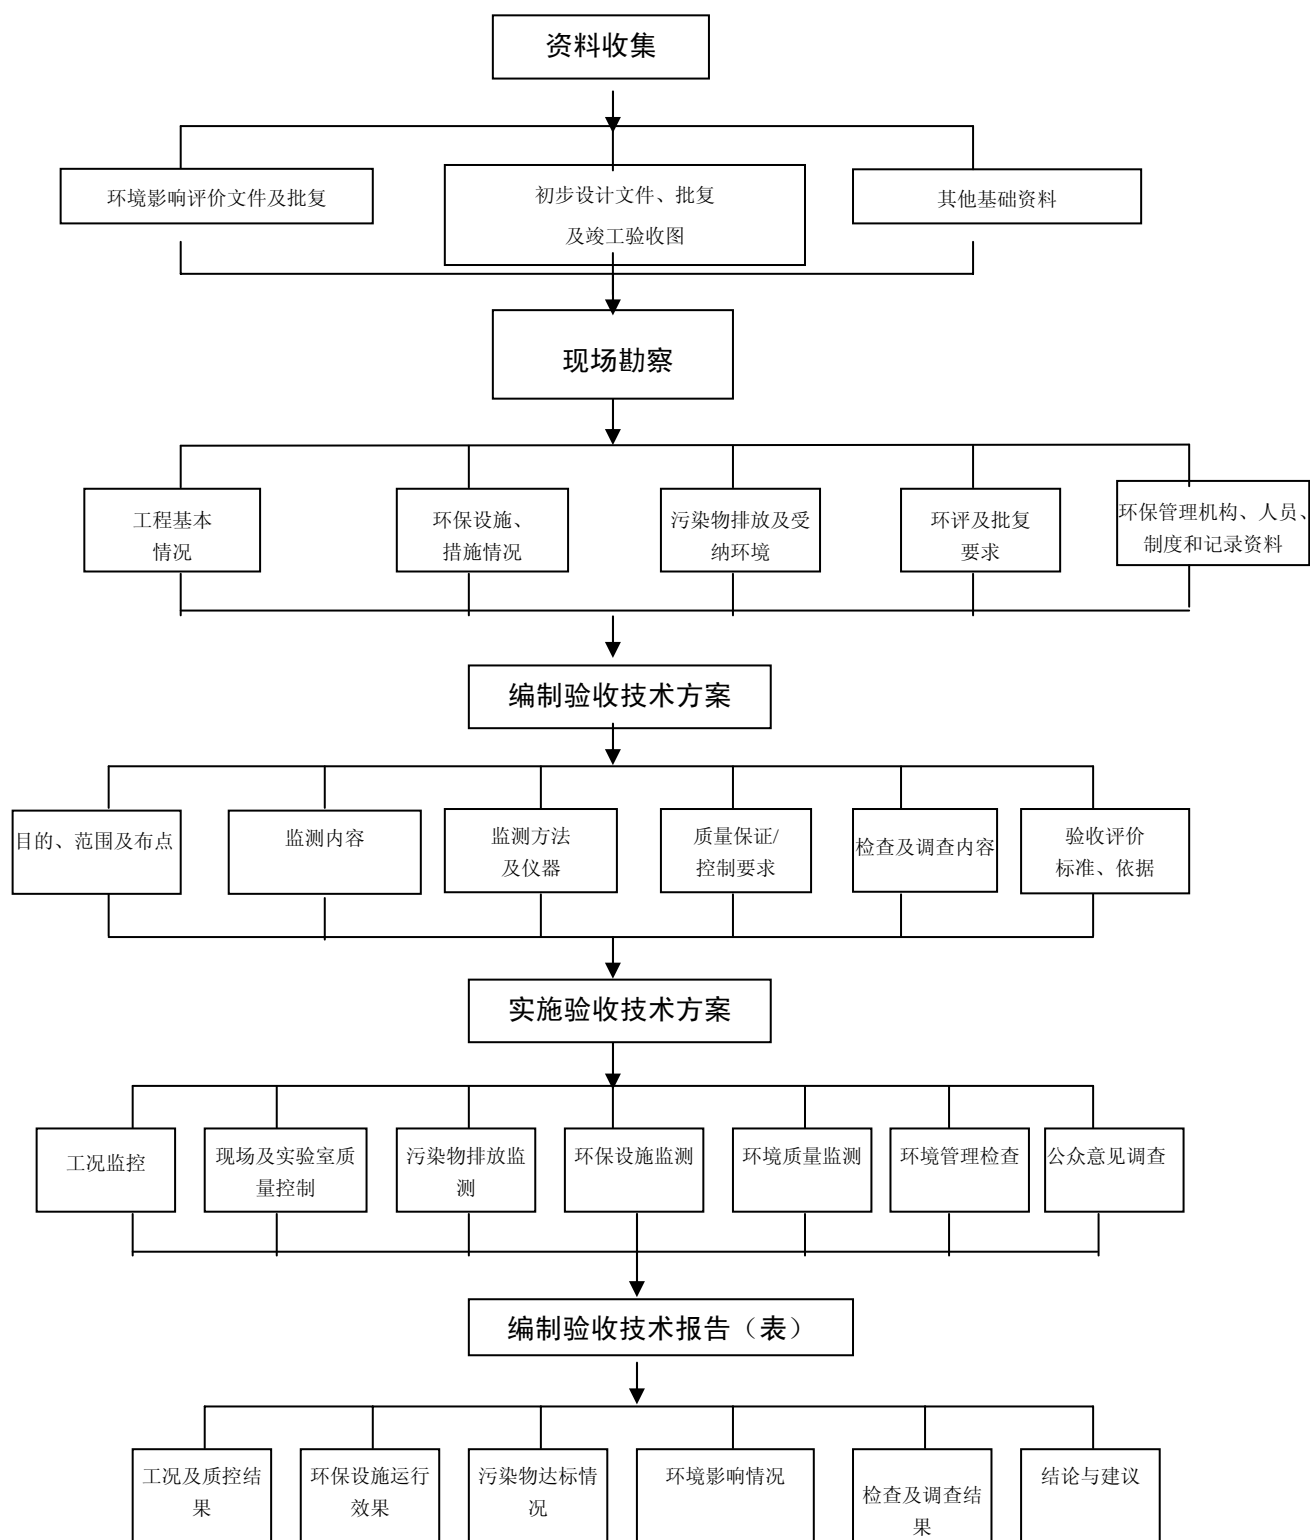 资料收集
环境影响评价文件及批复
初步设计文件、批复
及竣工验收图
其他基础资料
现场勘察
工程基本
情况
环保设施、
措施情况
污染物排放及受
纳环境
环评及批复
要求
环保管理机构、人员、
制度和记录资料
编制验收技术方案
目的、范围及布点
监测内容
监测方法
及仪器
质量保证/
控制要求
检查及调查内容
验收评价
标准、依据
实施验收技术方案
工况监控
现场及实验室质
量控制
污染物排放监
测
环保设施监测
环境质量监测
环境管理检查
公众意见调查
编制验收技术报告（表）
工况及质控结
果
环保设施运行
效果
污染物达标情
况
环境影响情况
检查及调查结
果
结论与建议